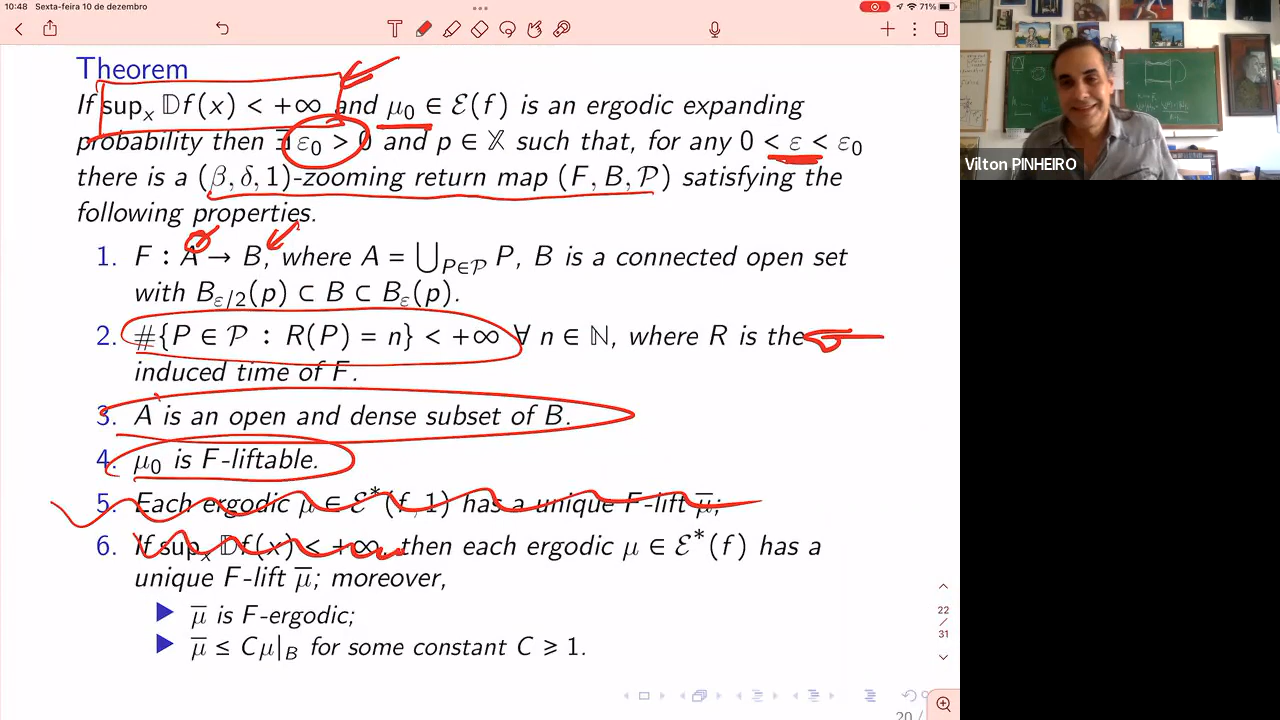 10:48 Sexta-feira 10 de dezembro
71%
Theorem
If sup_x 𝔻f(x) < +∞ and μ₀ ∈ ℰ(f) is an ergodic expanding
probability then ∃ ε₀ > 0 and p ∈ 𝕏 such that, for any 0 < ε < ε₀
there is a (β, δ, 1)-zooming return map (F, B, 𝒫) satisfying the
following properties.
1. F : A → B, where A = ⋃_{P∈𝒫} P, B is a connected open set
with B_{ε/2}(p) ⊂ B ⊂ B_ε(p).
2. #{P ∈ 𝒫 : R(P) = n} < +∞ ∀ n ∈ ℕ, where R is the
induced time of F.
3. A is an open and dense subset of B.
4. μ₀ is F-liftable.
5. Each ergodic μ ∈ ℰ*(f, 1) has a unique F-lift μ̅;
6. If sup_x 𝔻f(x) < +∞, then each ergodic μ ∈ ℰ*(f) has a
unique F-lift μ̅; moreover,
▶ μ̅ is F-ergodic;
▶ μ̅ ≤ Cμ|_B for some constant C ⩾ 1.
22
/
31
20 /
Vilton PINHEIRO